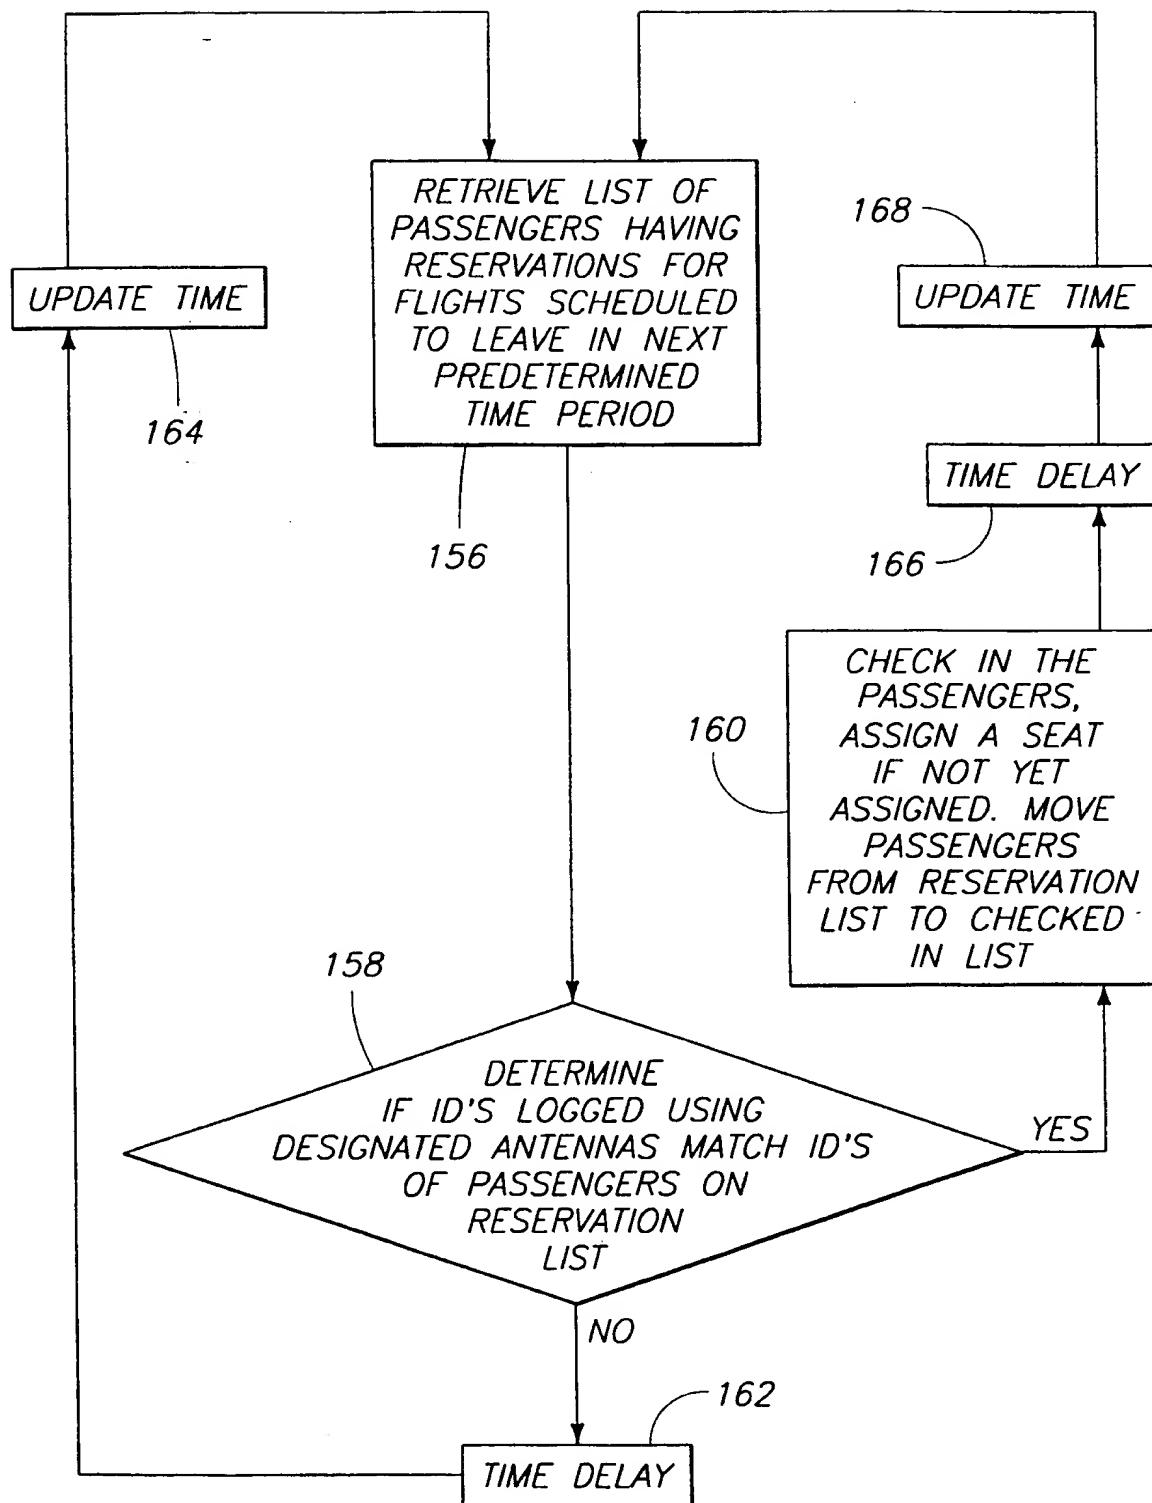 RETRIEVE LIST OF
PASSENGERS HAVING
RESERVATIONS FOR
FLIGHTS SCHEDULED
TO LEAVE IN NEXT
PREDETERMINED
TIME PERIOD
156
UPDATE TIME
164
168
UPDATE TIME
TIME DELAY
166
CHECK IN THE
PASSENGERS,
ASSIGN A SEAT
IF NOT YET
ASSIGNED. MOVE
PASSENGERS
FROM RESERVATION
LIST TO CHECKED
IN LIST
160
158
DETERMINE
IF ID'S LOGGED USING
DESIGNATED ANTENNAS MATCH ID'S
OF PASSENGERS ON
RESERVATION
LIST
YES
NO
162
TIME DELAY